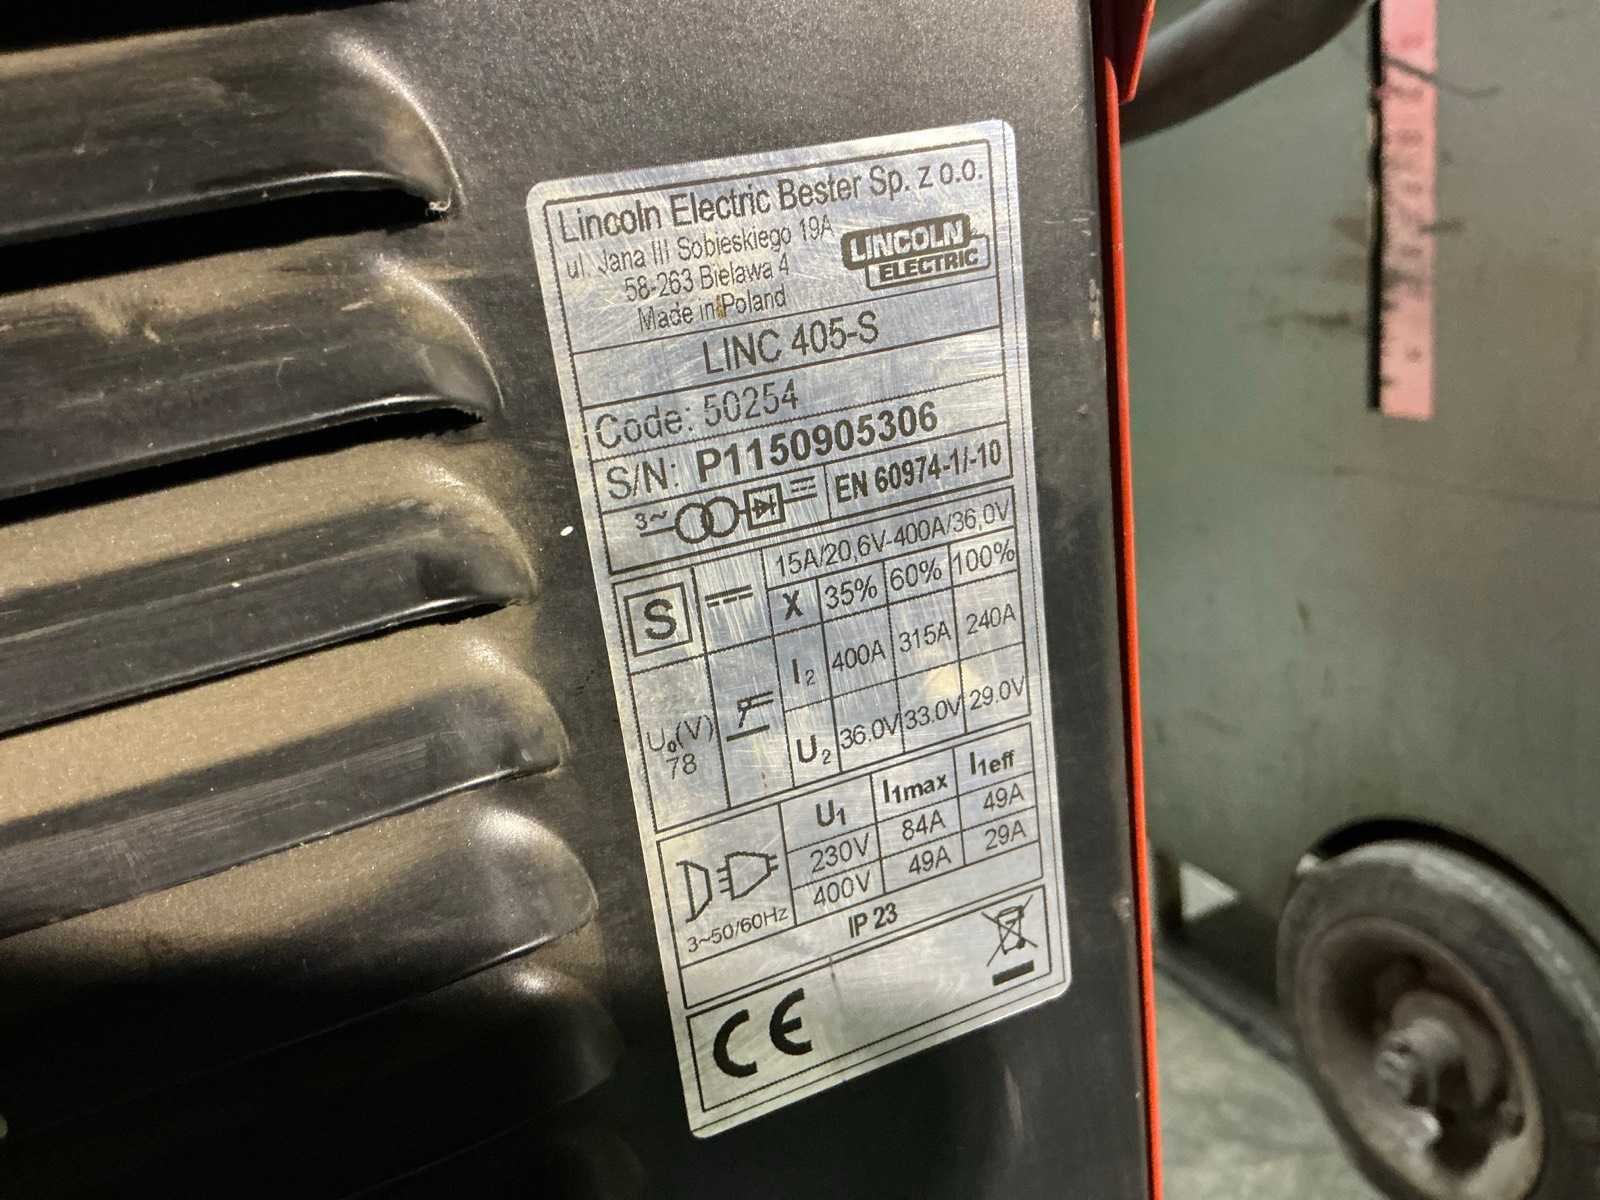 Lincoln Electric Bester Sp. z o.o.
ul. Jana III Sobieskiego 19A
58-263 Bielawa 4
Made in Poland
LINCOLN
ELECTRIC
LINC 405-S
Code: 50254
S/N: P1150905306
3~ EN 60974-1/-10
S 15A/20,6V-400A/36,0V
X 35% 60% 100%
I2 400A 315A 240A
U0(V)
78
U2 36.0V 33.0V 29.0V
U1 I1max I1eff
230V 84A 49A
400V 49A 29A
3~50/60Hz
IP 23
CE